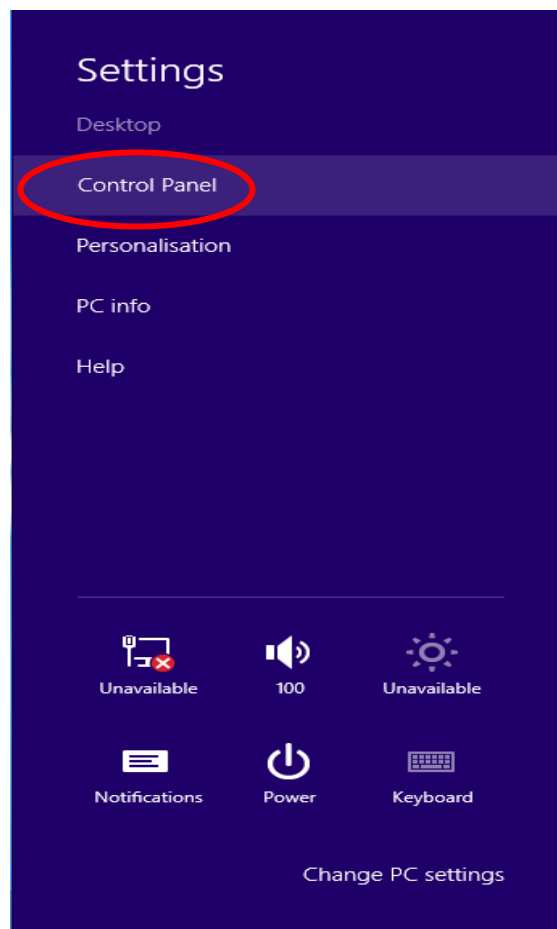 Settings
Desktop
Control Panel
Personalisation
PC info
Help
Unavailable 100 Unavailable
Notifications Power Keyboard
Change PC settings